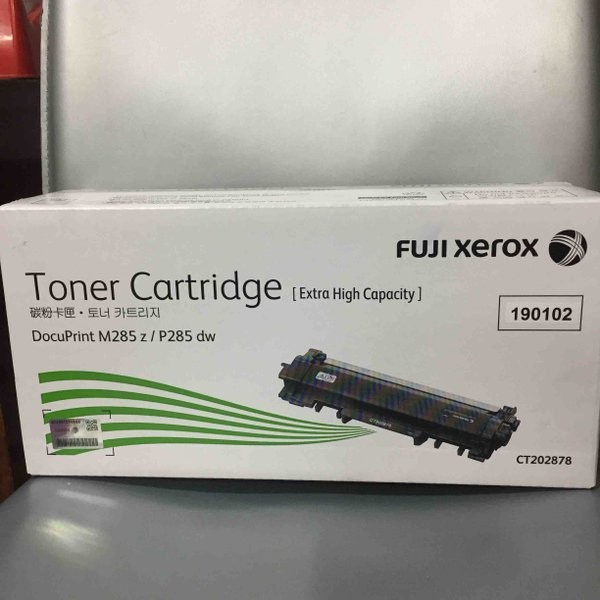 FUJI xerox
Toner Cartridge [Extra High Capacity]
碳粉卡匣・토너 카트리지
190102
DocuPrint M285 z / P285 dw
CT202878
CT202878